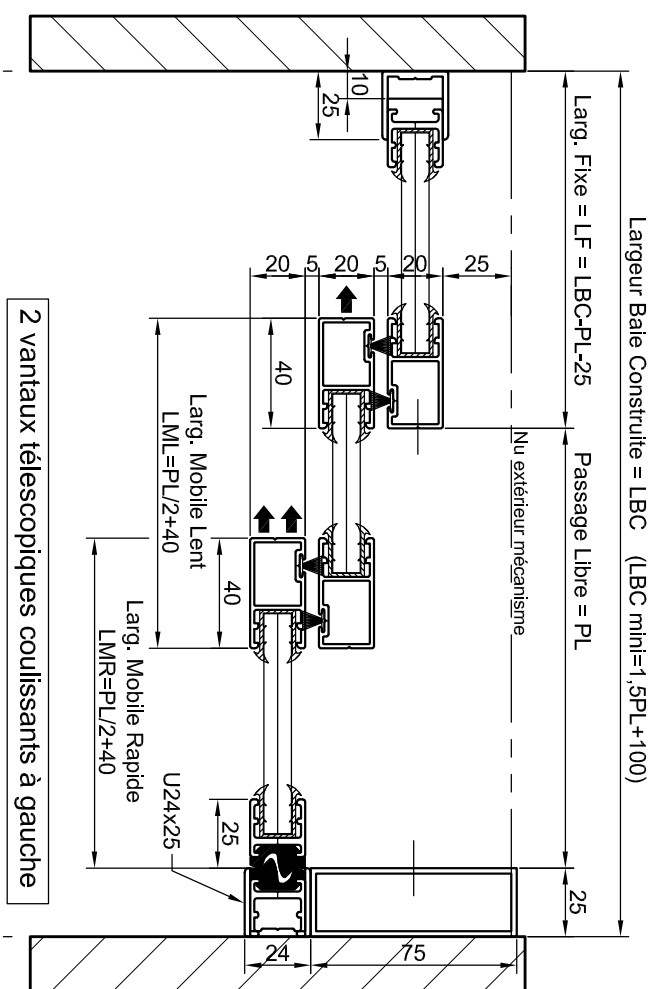 Largeur Baie Construite = LBC (LBC mini=1,5PL+100)
Larg. Fixe = LF = LBC-PL-25
Passage Libre = PL
25
Nu extérieur mécanisme
10
25
20
5
20
5
20
25
40
40
Larg. Mobile Lent
LML=PL/2+40
Larg. Mobile Rapide
LMR=PL/2+40
U24x25
25
24
75
2 vantaux télescopiques coulissants à gauche